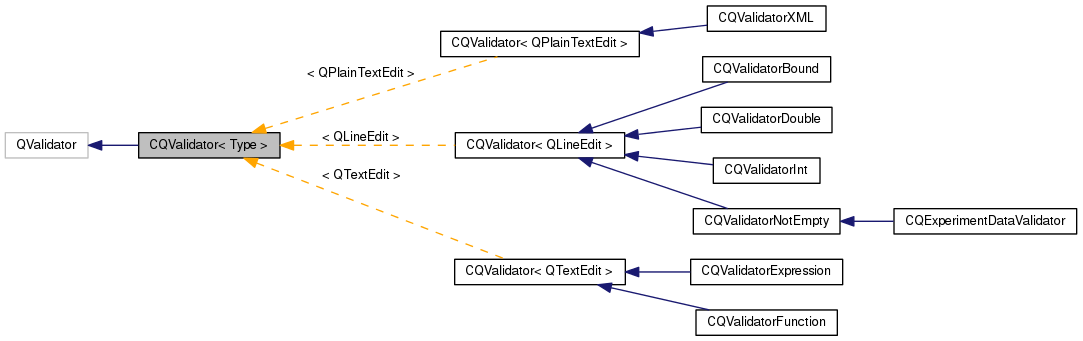 CQValidatorXML
CQValidator< QPlainTextEdit >
< QPlainTextEdit >
CQValidatorBound
CQValidatorDouble
QValidator
CQValidator< Type >
< QLineEdit >
CQValidator< QLineEdit >
CQValidatorInt
< QTextEdit >
CQValidatorNotEmpty
CQExperimentDataValidator
CQValidator< QTextEdit >
CQValidatorExpression
CQValidatorFunction